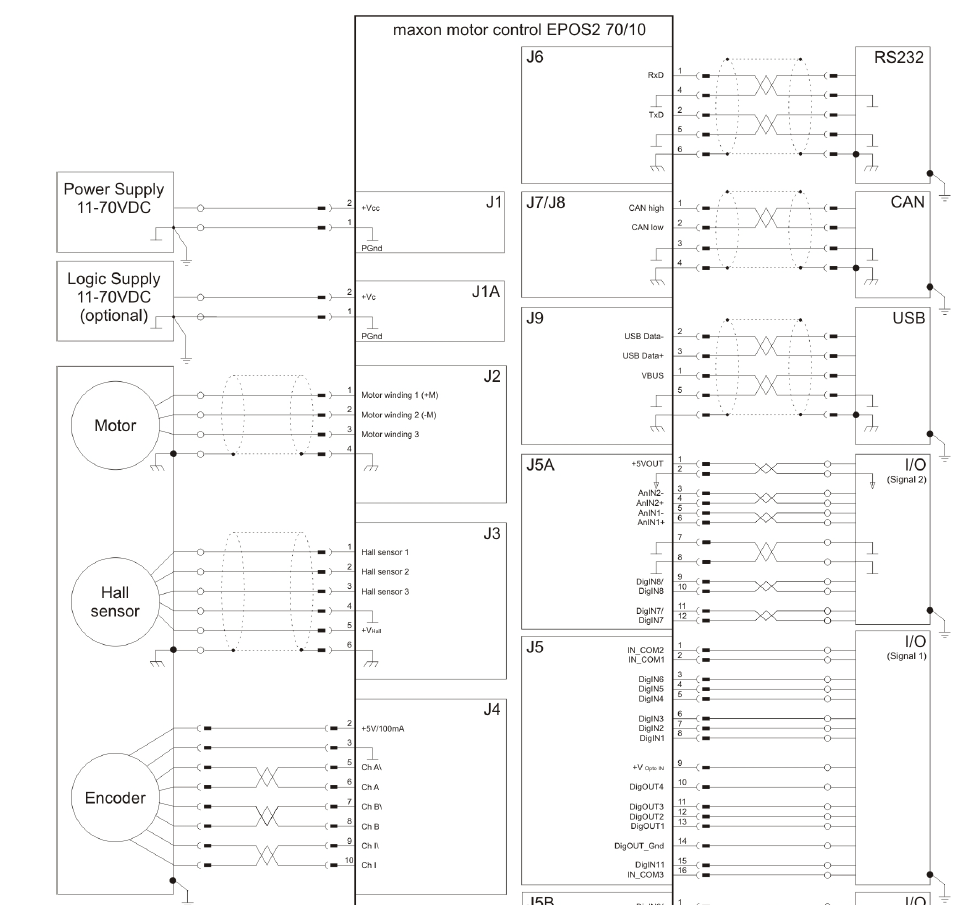 maxon motor control EPOS2 70/10
Power Supply
11-70VDC
2 +Vcc J1
1
PGnd
Logic Supply
11-70VDC
(optional)
2 +Vc J1A
1
PGnd
Motor
J2
1 Motor winding 1 (+M)
2 Motor winding 2 (-M)
3 Motor winding 3
4
Hall
sensor
J3
1 Hall sensor 1
2 Hall sensor 2
3 Hall sensor 3
4
5 +VHall
6
Encoder
J4
2 +5V/100mA
3
5 Ch A\
6 Ch A
7 Ch B\
8 Ch B
9 Ch I\
10 Ch I
J6 RS232
RxD 1
4
TxD 2
5
6
J7/J8 CAN
CAN high 1
CAN low 2
3
4
J9 USB
USB Data- 2
USB Data+ 3
VBUS 1
5
4
J5A I/O
(Signal 2)
+5VOUT 1
2
AnIN2- 3
AnIN2+ 4
AnIN1- 5
AnIN1+ 6
7
8
DigIN8/ 9
DigIN8 10
DigIN7/ 11
DigIN7 12
J5 I/O
(Signal 1)
IN_COM2 1
IN_COM1 2
DigIN6 3
DigIN5 4
DigIN4 5
DigIN3 6
DigIN2 7
DigIN1 8
+V Opto IN 9
DigOUT4 10
DigOUT3 11
DigOUT2 12
DigOUT1 13
DigOUT_Gnd 14
DigIN11 15
IN_COM3 16
J5B 1 I/O